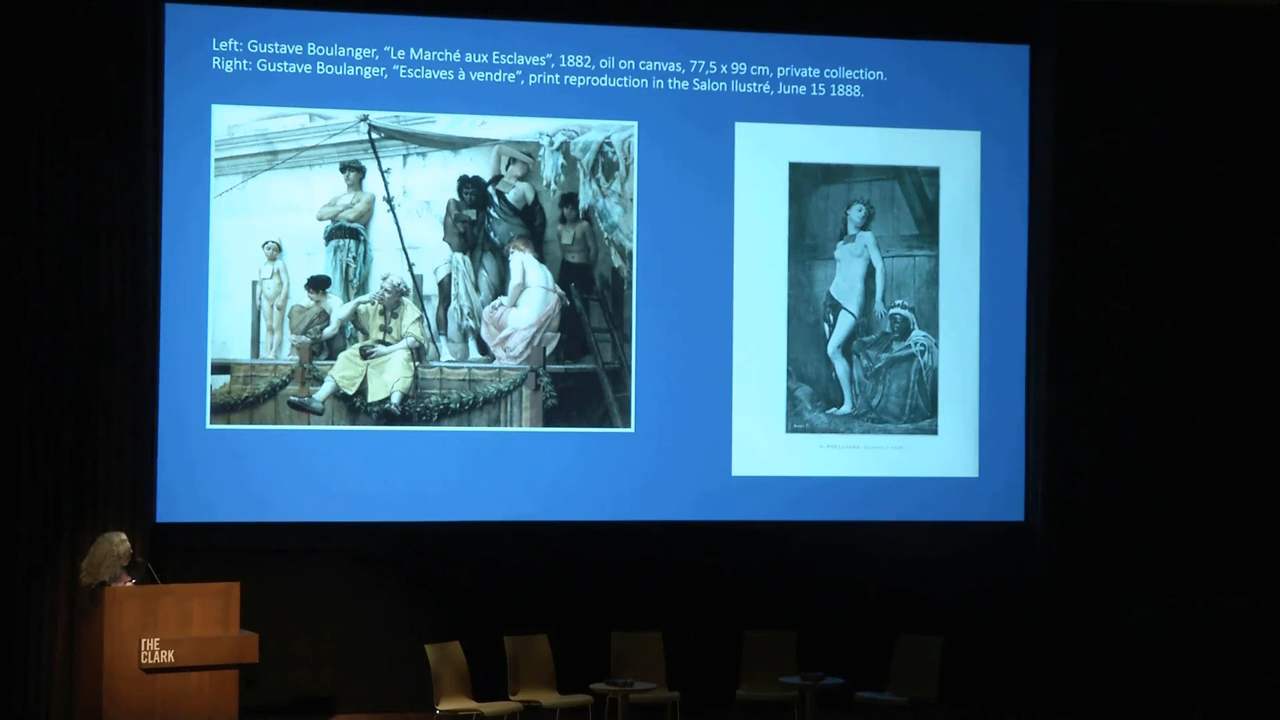 Left: Gustave Boulanger, “Le Marché aux Esclaves”, 1882, oil on canvas, 77,5 x 99 cm, private collection.
Right: Gustave Boulanger, “Esclaves à vendre”, print reproduction in the Salon Ilustré, June 15 1888.
THE
CLARK